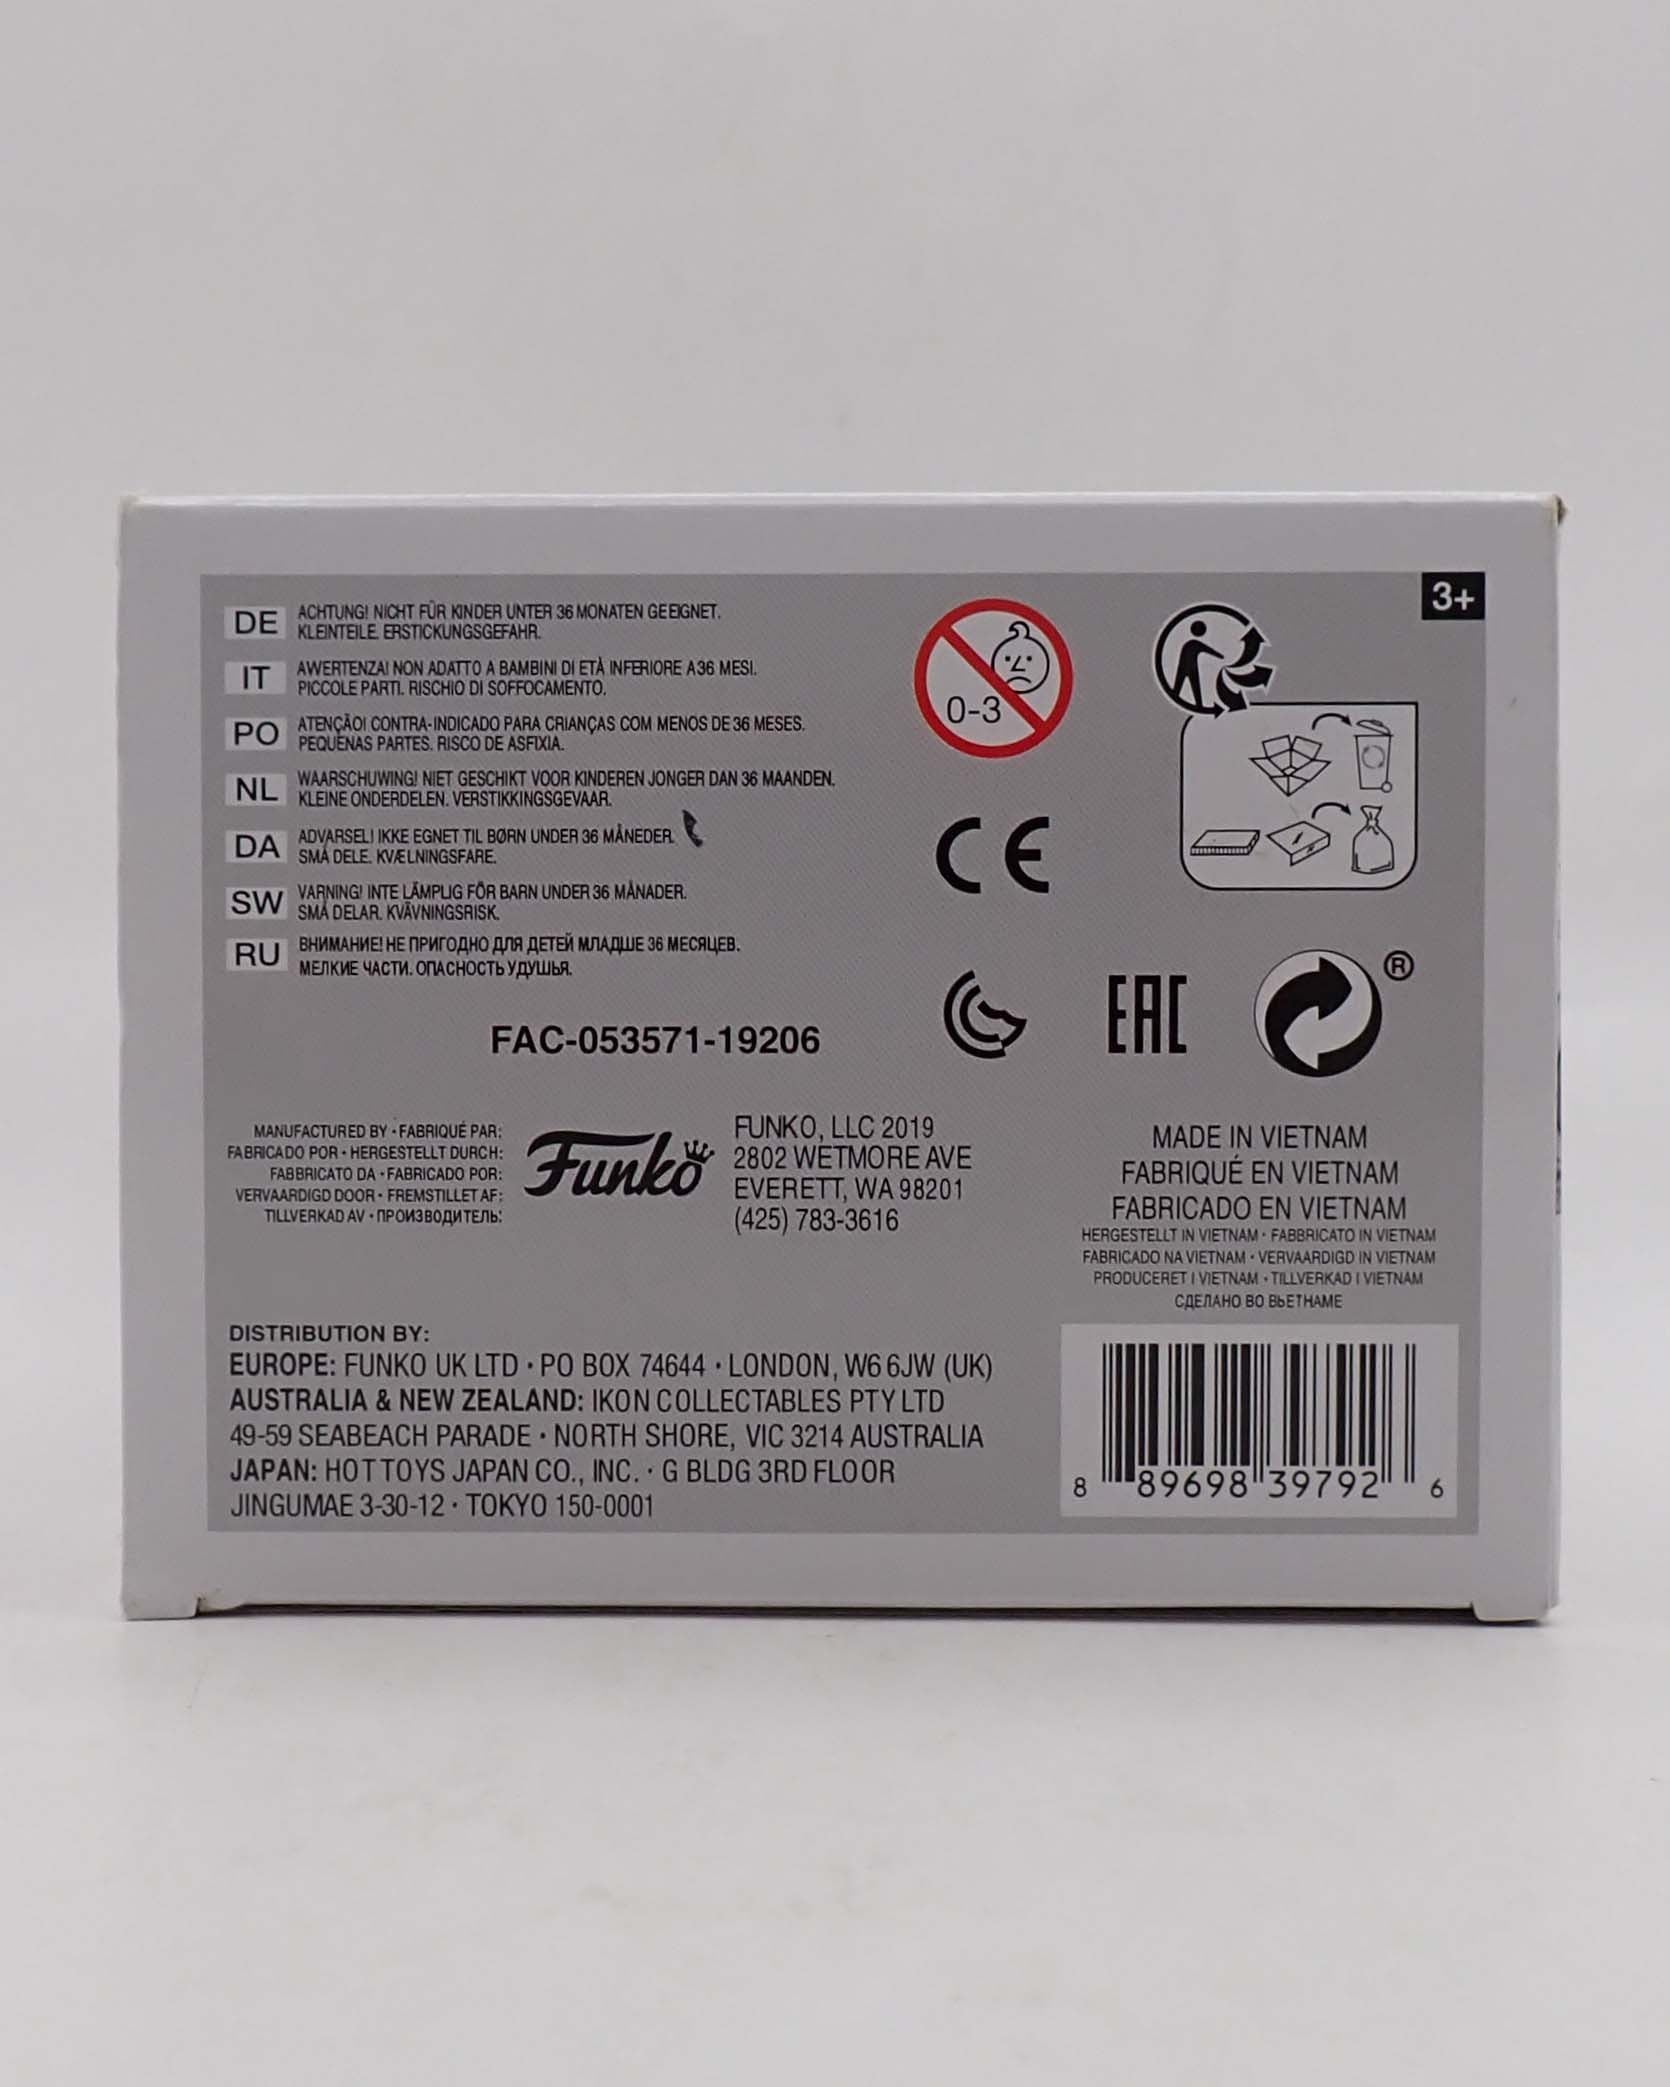 3+
DE ACHTUNG! NICHT FÜR KINDER UNTER 36 MONATEN GEEIGNET.
KLEINTEILE. ERSTICKUNGSGEFAHR.
IT AVVERTENZA! NON ADATTO A BAMBINI DI ETÀ INFERIORE A 36 MESI.
PICCOLE PARTI. RISCHIO DI SOFFOCAMENTO.
PO ATENÇÃO! CONTRA-INDICADO PARA CRIANÇAS COM MENOS DE 36 MESES.
PEQUENAS PARTES. RISCO DE ASFIXIA.
NL WAARSCHUWING! NIET GESCHIKT VOOR KINDEREN JONGER DAN 36 MAANDEN.
KLEINE ONDERDELEN. VERSTIKKINGSGEVAAR.
DA ADVARSEL! IKKE EGNET TIL BØRN UNDER 36 MÅNEDER.
SMÅ DELE. KVÆLNINGSFARE.
SW VARNING! INTE LÄMPLIG FÖR BARN UNDER 36 MÅNADER.
SMÅ DELAR. KVÄVNINGSRISK.
RU ВНИМАНИЕ! НЕ ПРИГОДНО ДЛЯ ДЕТЕЙ МЛАДШЕ 36 МЕСЯЦЕВ.
МЕЛКИЕ ЧАСТИ. ОПАСНОСТЬ УДУШЬЯ.
0-3
CE
EAC
®
FAC-053571-19206
MANUFACTURED BY • FABRIQUÉ PAR:
FABRICADO POR • HERGESTELLT DURCH:
FABBRICATO DA • FABRICADO POR:
VERVAARDIGD DOOR • FREMSTILLET AF:
TILLVERKAD AV • ПРОИЗВОДИТЕЛЬ:
Funko
FUNKO, LLC 2019
2802 WETMORE AVE
EVERETT, WA 98201
(425) 783-3616
MADE IN VIETNAM
FABRIQUÉ EN VIETNAM
FABRICADO EN VIETNAM
HERGESTELLT IN VIETNAM • FABBRICATO IN VIETNAM
FABRICADO NA VIETNAM • VERVAARDIGD IN VIETNAM
PRODUCERET I VIETNAM • TILLVERKAD I VIETNAM
СДЕЛАНО ВО ВЬЕТНАМЕ
DISTRIBUTION BY:
EUROPE: FUNKO UK LTD • PO BOX 74644 • LONDON, W6 6JW (UK)
AUSTRALIA & NEW ZEALAND: IKON COLLECTABLES PTY LTD
49-59 SEABEACH PARADE • NORTH SHORE, VIC 3214 AUSTRALIA
JAPAN: HOT TOYS JAPAN CO., INC. • G BLDG 3RD FLOOR
JINGUMAE 3-30-12 • TOKYO 150-0001
8 89698 39792 6